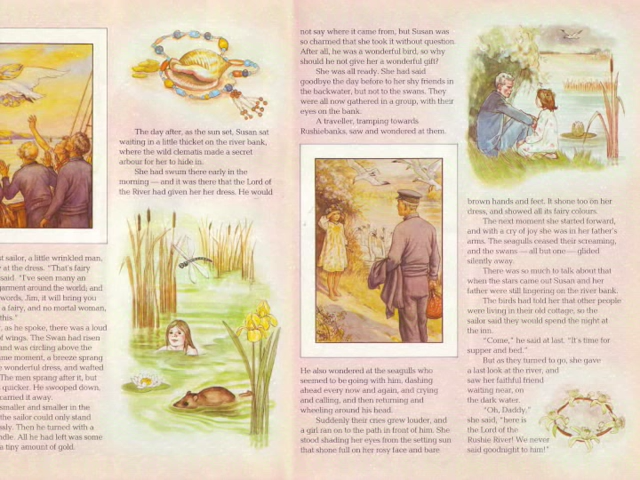 t sailor, a little wrinkled man,
at the dress. "That's fairy
said. "I've seen many an
garment around the world; and
words, Jim, it will bring you
a fairy, and no mortal woman,
this."
, as he spoke, there was a loud
of wings. The Swan had risen
and was circling above the
moment, a breeze sprang
wonderful dress, and wafted
The men sprang after it, but
quicker. He swooped down,
carried it away.
smaller and smaller in the
the sailor could only stand
Then he turned with a
All he had left was some
tiny amount of gold.
The day after, as the sun set, Susan sat
waiting in a little thicket on the river bank,
where the wild clematis made a secret
arbour for her to hide in.
She had swum there early in the
morning — and it was there that the Lord of
the River had given her her dress. He would
not say where it came from, but Susan was
so charmed that she took it without question.
After all, he was a wonderful bird, so why
should he not give her a wonderful gift?
She was all ready. She had said
goodbye the day before to her shy friends in
the backwater, but not to the swans. They
were all now gathered in a group, with their
eyes on the bank.
A traveller, tramping towards
Rushiebanks, saw and wondered at them.
He also wondered at the seagulls who
seemed to be going with him, dashing
ahead every now and again, and crying
and calling, and then returning and
wheeling around his head.
Suddenly their cries grew louder, and
a girl ran on to the path in front of him. She
stood shading her eyes from the setting sun
that shone full on her rosy face and bare
brown hands and feet. It shone too on her
dress, and showed all its fairy colours.
The next moment she started forward,
and with a cry of joy she was in her father's
arms. The seagulls ceased their screaming,
and the swans — all but one — glided
silently away.
There was so much to talk about that
when the stars came out Susan and her
father were still lingering on the river bank.
The birds had told her that other people
were living in their old cottage, so the
sailor said they would spend the night at
the inn.
"Come," he said at last, "it's time for
supper and bed."
But as they turned to go, she gave
a last look at the river, and
saw her faithful friend
waiting near, on
the dark water.
"Oh, Daddy,"
she said, "here is
the Lord of the
Rushie River! We never
said goodnight to him!"